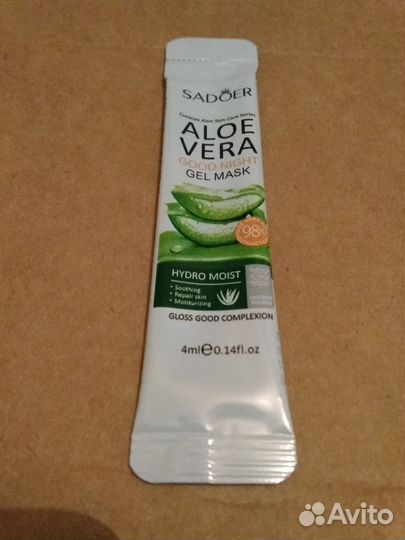 SADOER
Curacao Aloe Skin Care Series
ALOE
VERA
GOOD NIGHT
GEL MASK
98%
HYDRO MOIST
• Soothing
• Repair skin
• Moisturizing
GLOSS GOOD COMPLEXION
4ml℮0.14fl.oz
Avito